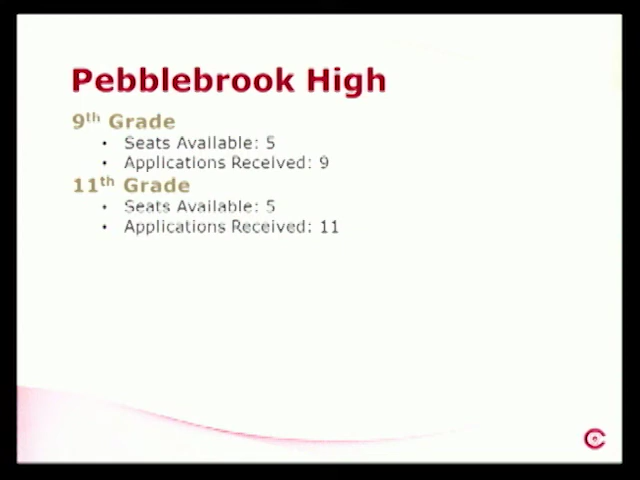 Pebblebrook High
9th Grade
• Seats Available: 5
• Applications Received: 9
11th Grade
• Seats Available: 5
• Applications Received: 11